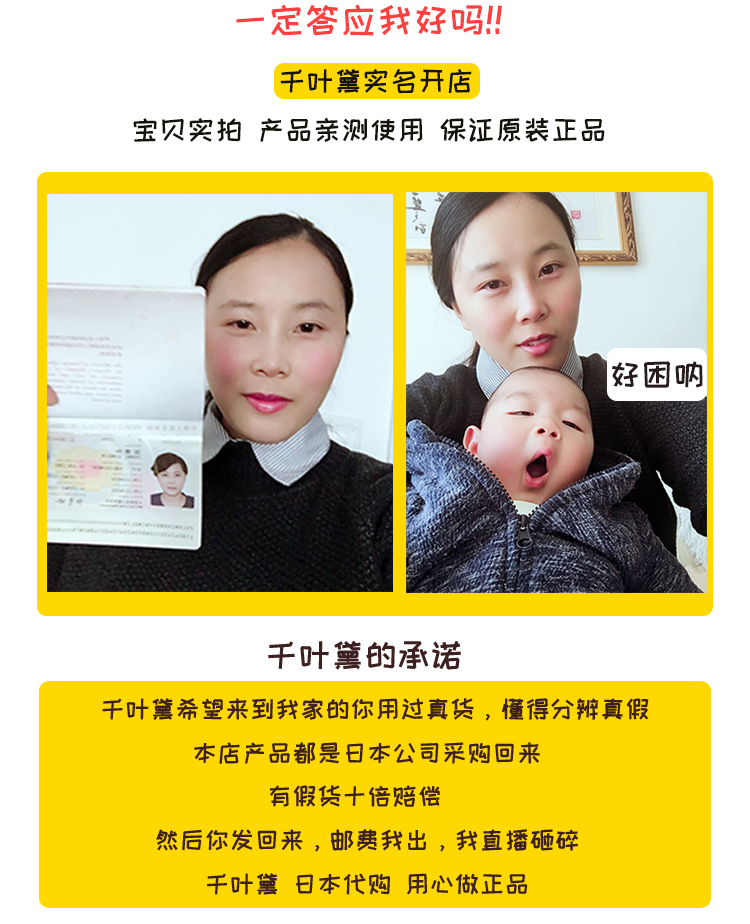 一定答应我好吗!!
千叶黛实名开店
宝贝实拍 产品亲测使用 保证原装正品
好困呐
千叶黛的承诺
千叶黛希望来到我家的你用过真货，懂得分辨真假
本店产品都是日本公司采购回来
有假货十倍赔偿
然后你发回来，邮费我出，我直播砸碎
千叶黛 日本代购 用心做正品